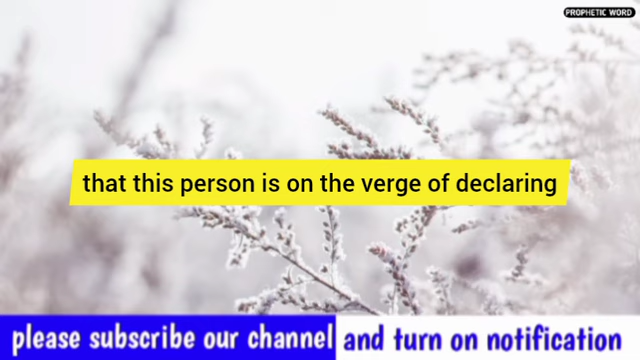 PROPHETIC WORD
that this person is on the verge of declaring
please subscribe our channel and turn on notification